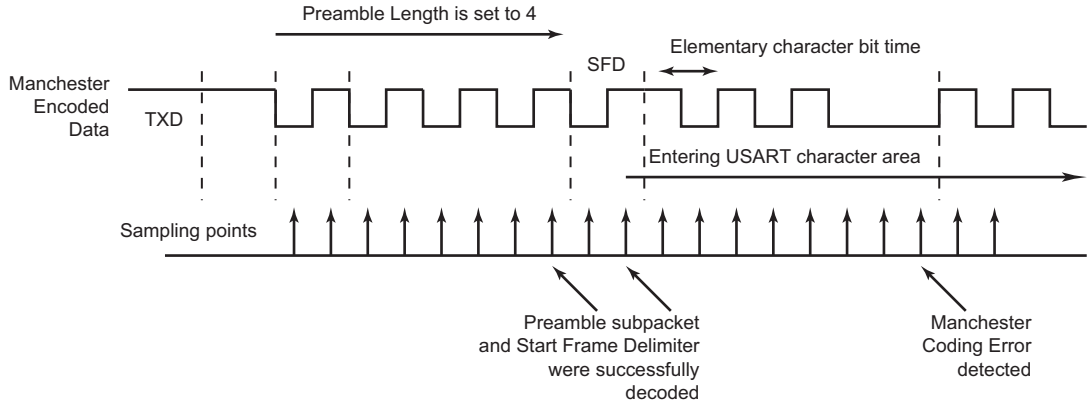 Preamble Length is set to 4
Elementary character bit time
SFD
Manchester
Encoded
Data
TXD
Entering USART character area
Sampling points
Preamble subpacket
and Start Frame Delimiter
were successfully
decoded
Manchester
Coding Error
detected